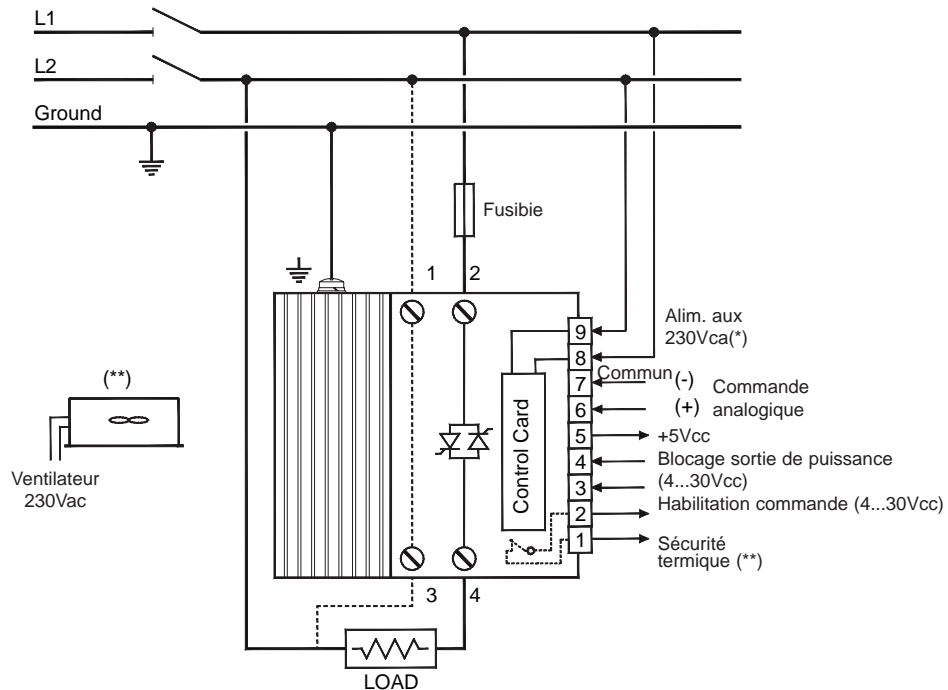 L1
L2
Ground
Fusibie
1 2
Alim. aux
230Vca(*)
9
8
7
6
5
4
3
2
1
Commun (-)
(+)
Commande
analogique
+5Vcc
Blocage sortie de puissance
(4...30Vcc)
Habilitation commande (4...30Vcc)
Sécurité
termique (**)
Control Card
(**)
Ventilateur
230Vac
3 4
LOAD